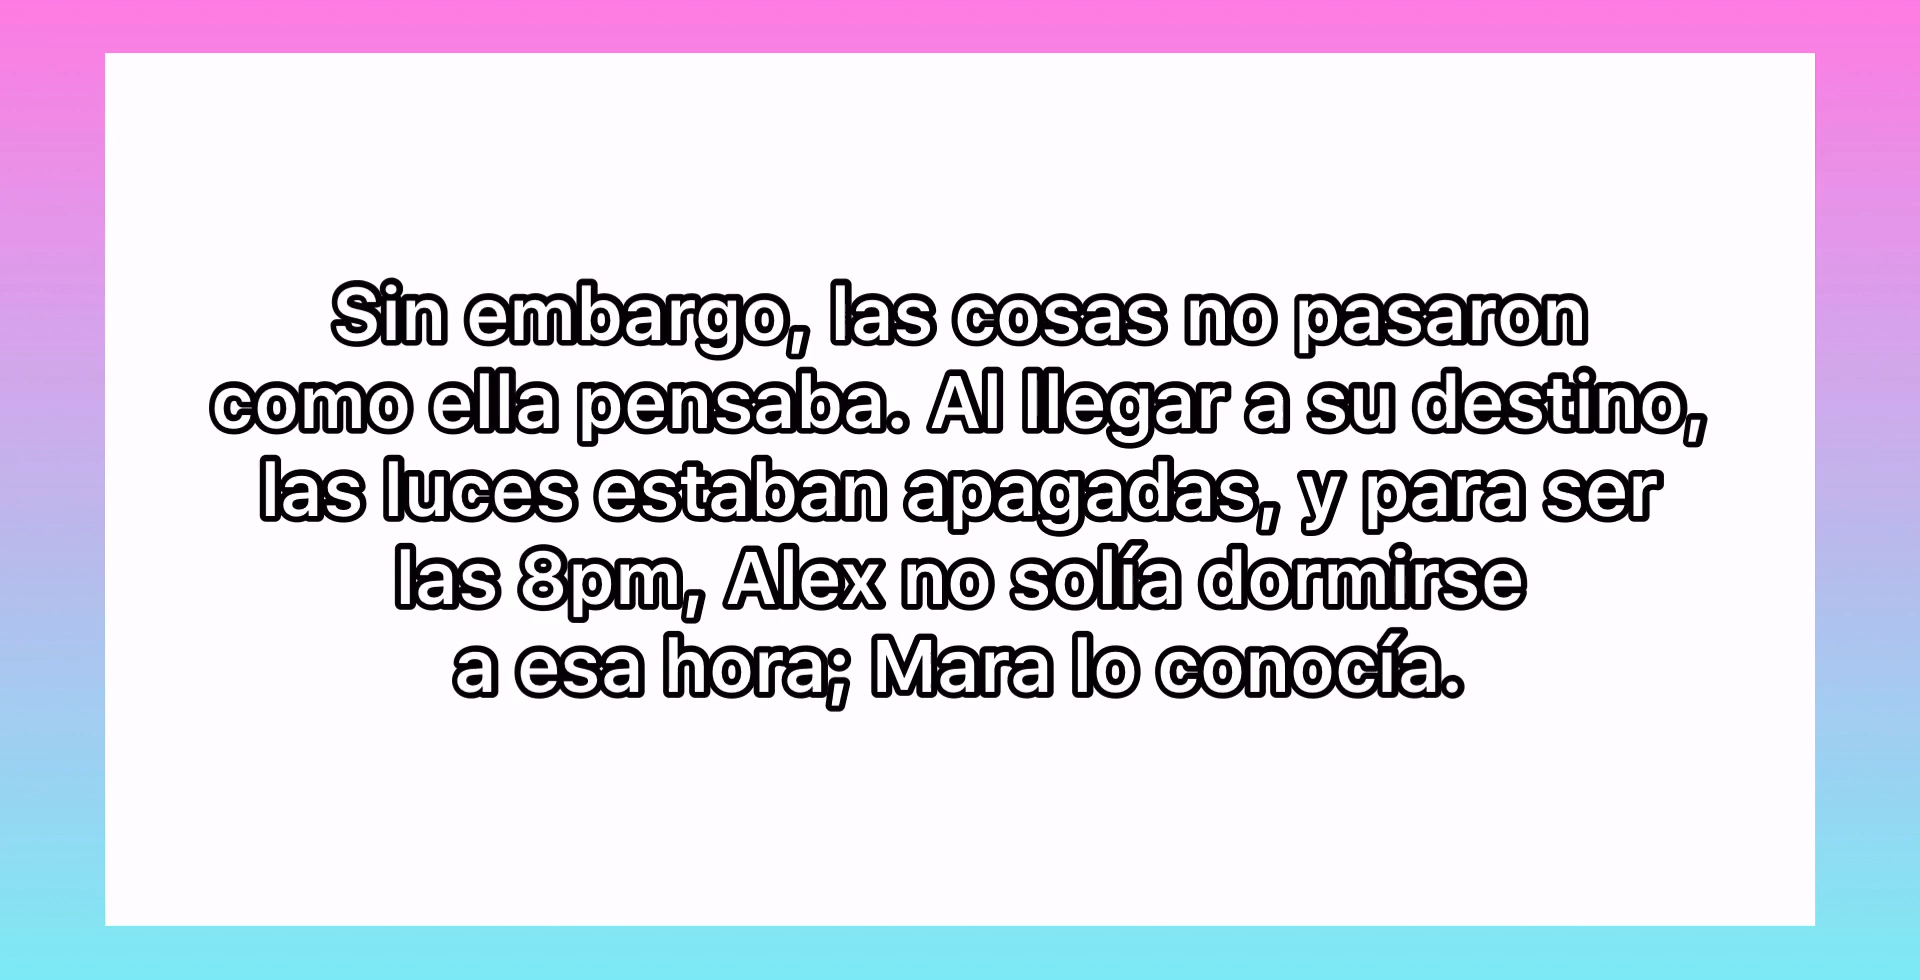 Sin embargo, las cosas no pasaron
como ella pensaba. Al llegar a su destino,
las luces estaban apagadas, y para ser
las 8pm, Alex no solía dormirse
a esa hora; Mara lo conocía.